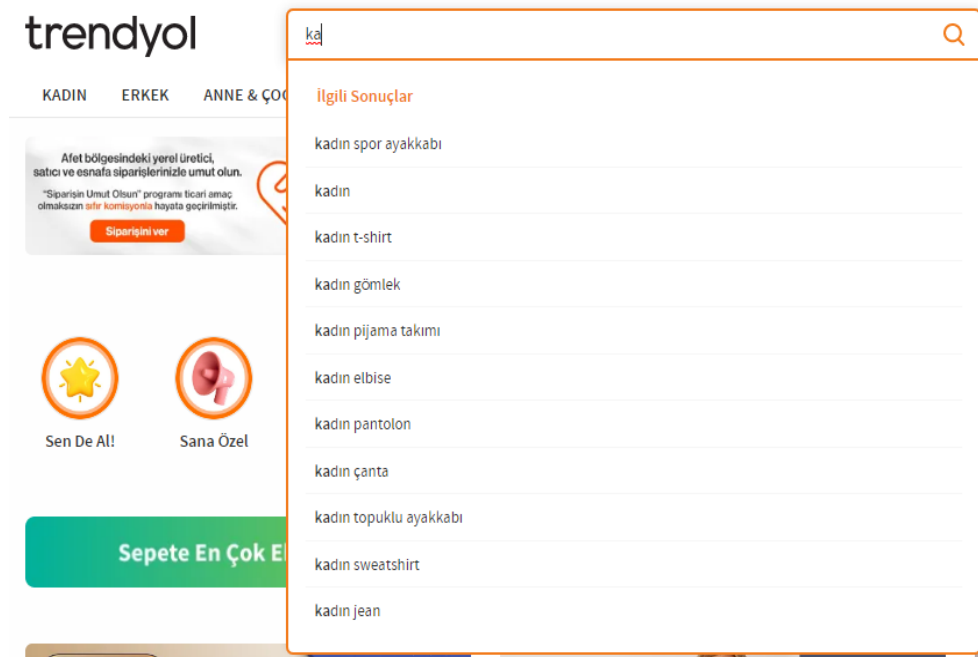 trendyol
ka
KADIN
ERKEK
ANNE &
İlgili Sonuçlar
kadın spor ayakkabı
kadın
kadın t-shirt
kadın gömlek
kadın pijama takımı
kadın elbise
kadın pantolon
kadın çanta
kadın topuklu ayakkabı
kadın sweatshirt
kadın jean
Afet bölgesindeki yerel üretici,
satıcı ve esnafa siparişlerinizle umut olun.
"Siparişin Umut Olsun" programı ticari amaç
olmaksızın sıfır komisyonla hayata geçirilmiştir.
Siparişini ver
Sen De Al!
Sana Özel
Sepete En Çok